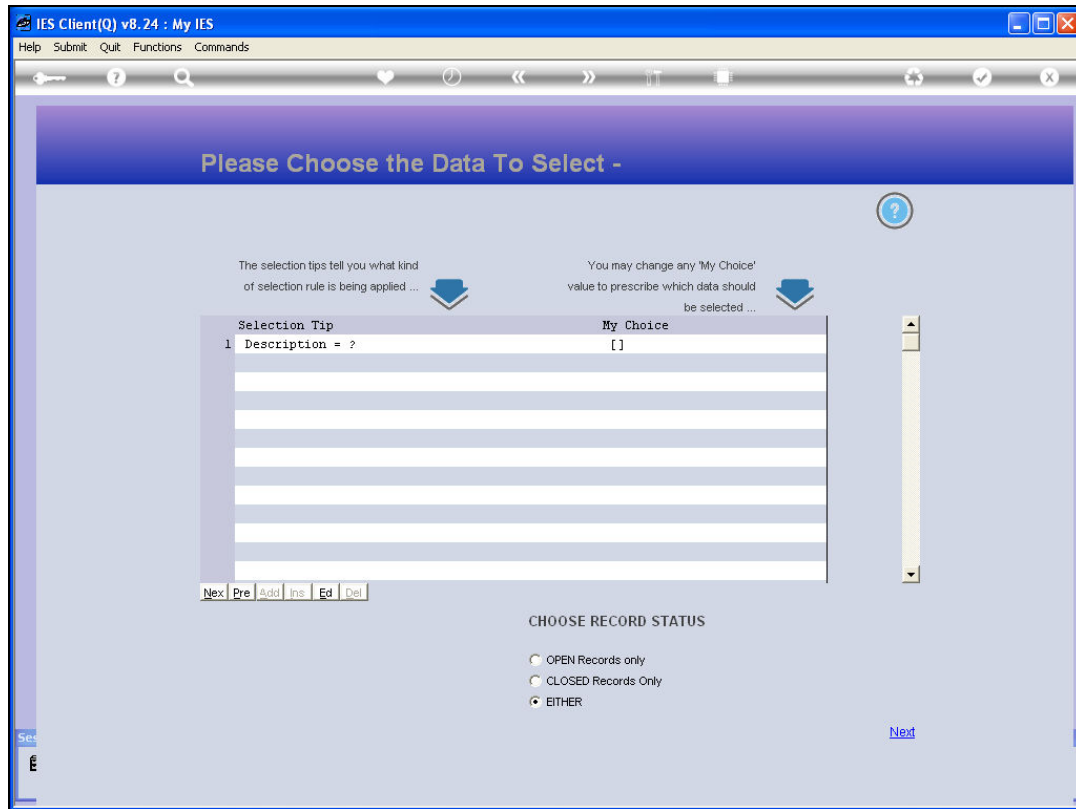 IES Client(Q) v8.24 : My IES
Help Submit Quit Functions Commands
Please Choose the Data To Select -
The selection tips tell you what kind
of selection rule is being applied ...
You may change any 'My Choice'
value to prescribe which data should
be selected ...
Selection Tip My Choice
1 Description = ? []
Nex Pre Add Ins Ed Del
CHOOSE RECORD STATUS
OPEN Records only
CLOSED Records Only
EITHER
Next
Ses